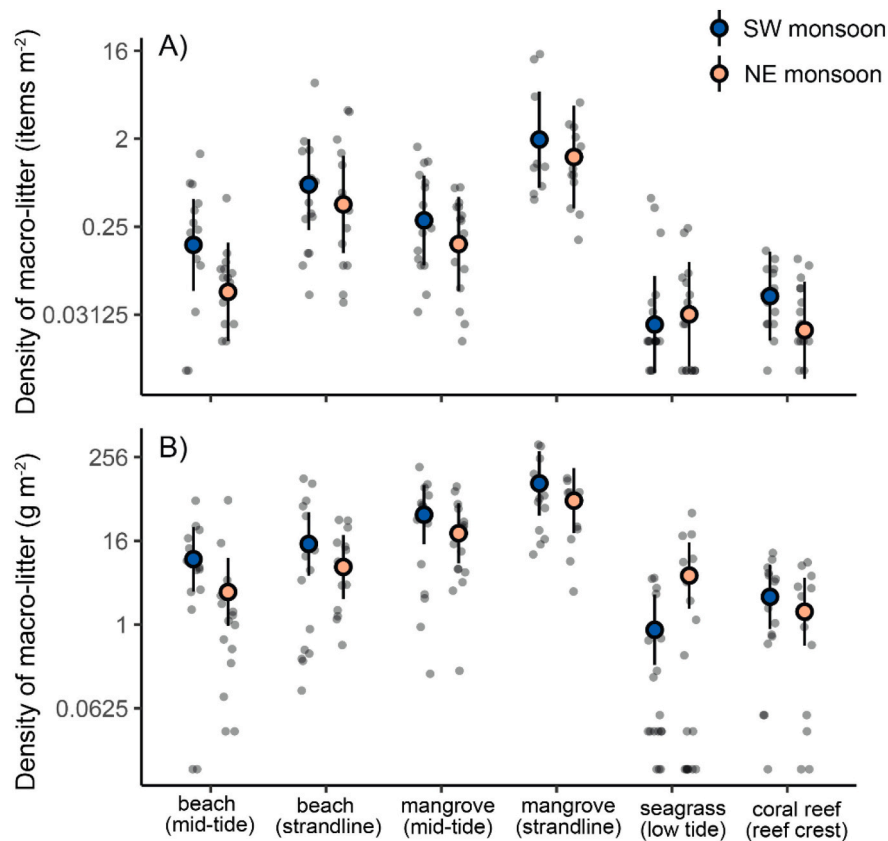 SW monsoon
NE monsoon
A)
Density of macro-litter (items m⁻²)
16
2
0.25
0.03125
B)
Density of macro-litter (g m⁻²)
256
16
1
0.0625
beach
(mid-tide)
beach
(strandline)
mangrove
(mid-tide)
mangrove
(strandline)
seagrass
(low tide)
coral reef
(reef crest)